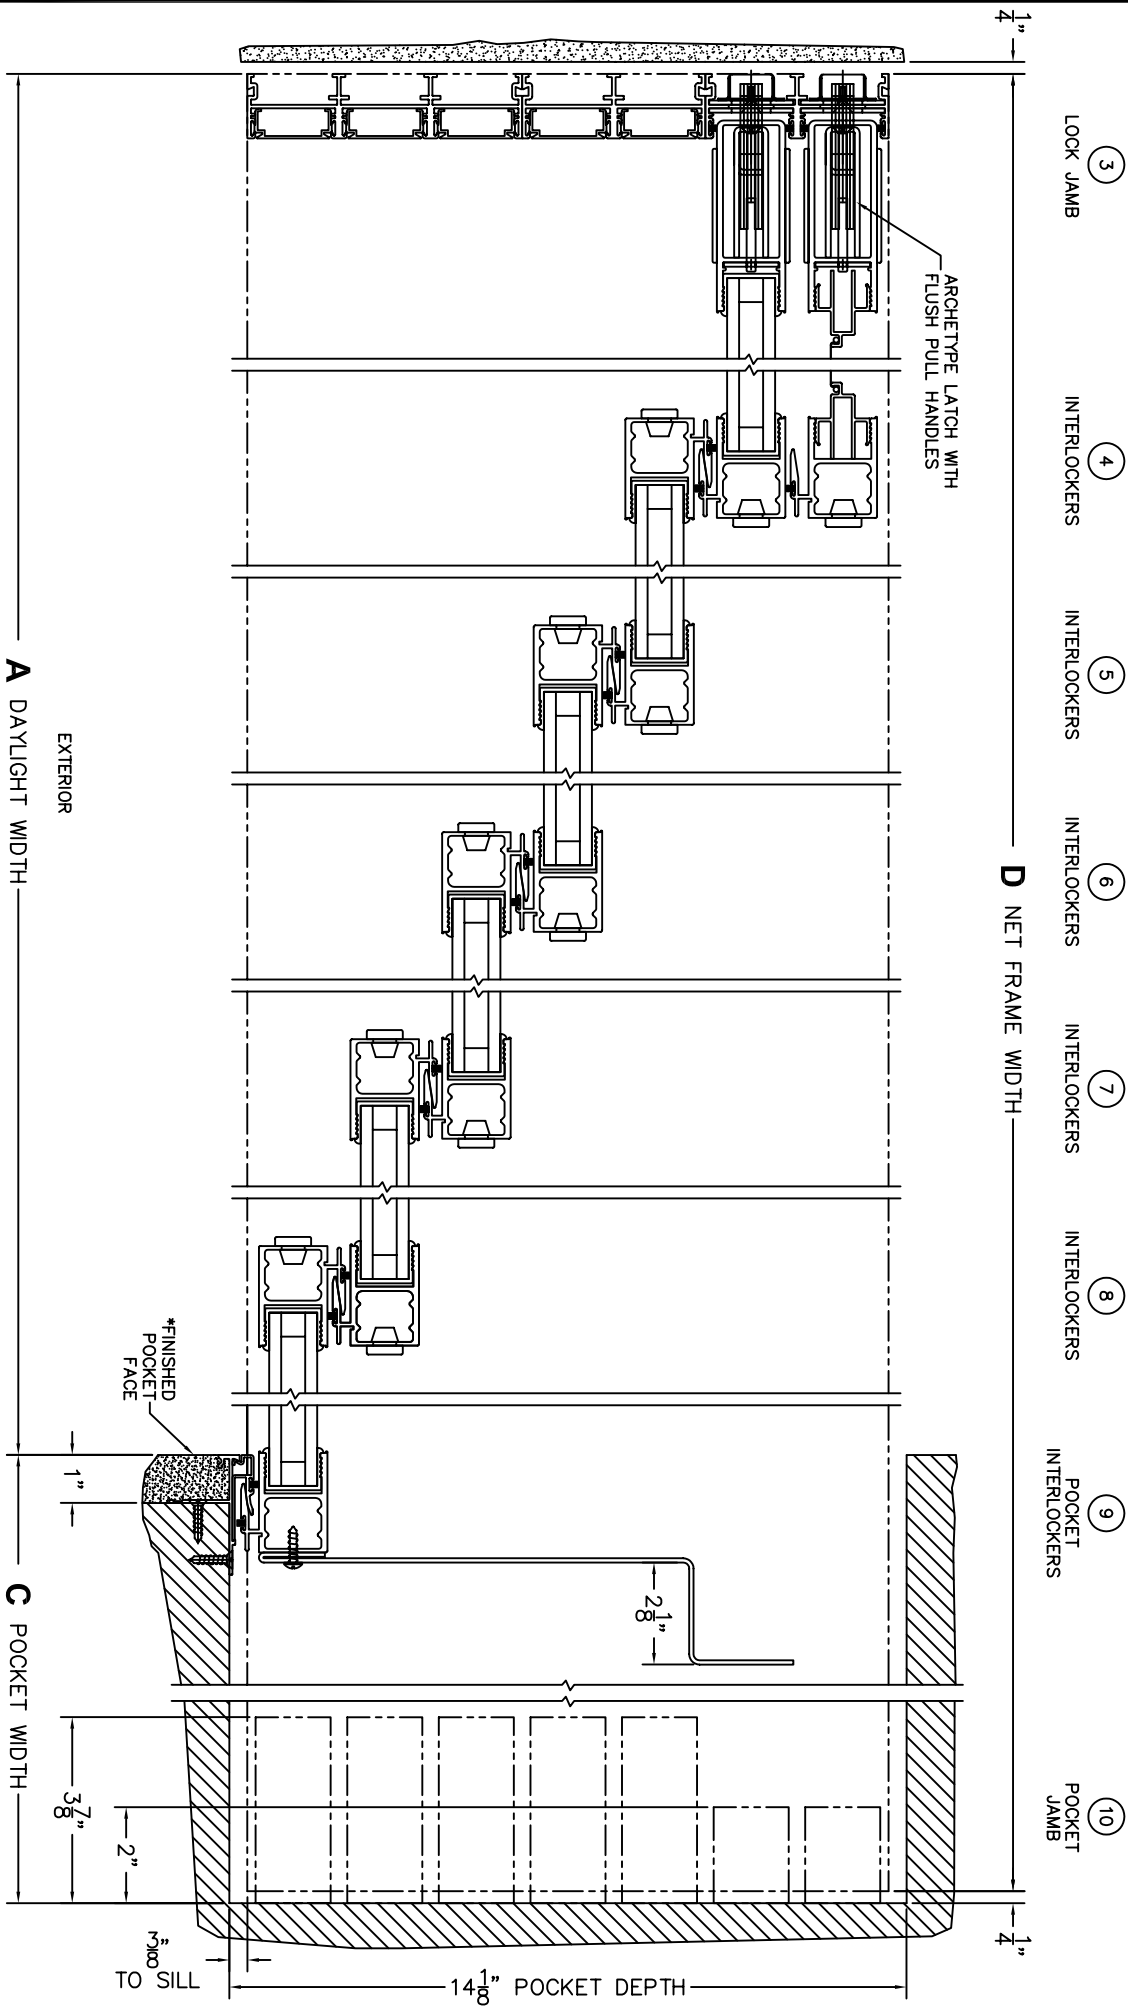 1/4"
3
LOCK JAMB
4
INTERLOCKERS
5
INTERLOCKERS
6
INTERLOCKERS
7
INTERLOCKERS
8
INTERLOCKERS
9
POCKET
INTERLOCKERS
10
POCKET
JAMB
D NET FRAME WIDTH
1/4"
ARCHETYPE LATCH WITH
FLUSH PULL HANDLES
2 1/8"
*FINISHED
POCKET
FACE
EXTERIOR
1"
3 7/8"
2"
A DAYLIGHT WIDTH
C POCKET WIDTH
3/8"
TO SILL
14 1/8" POCKET DEPTH